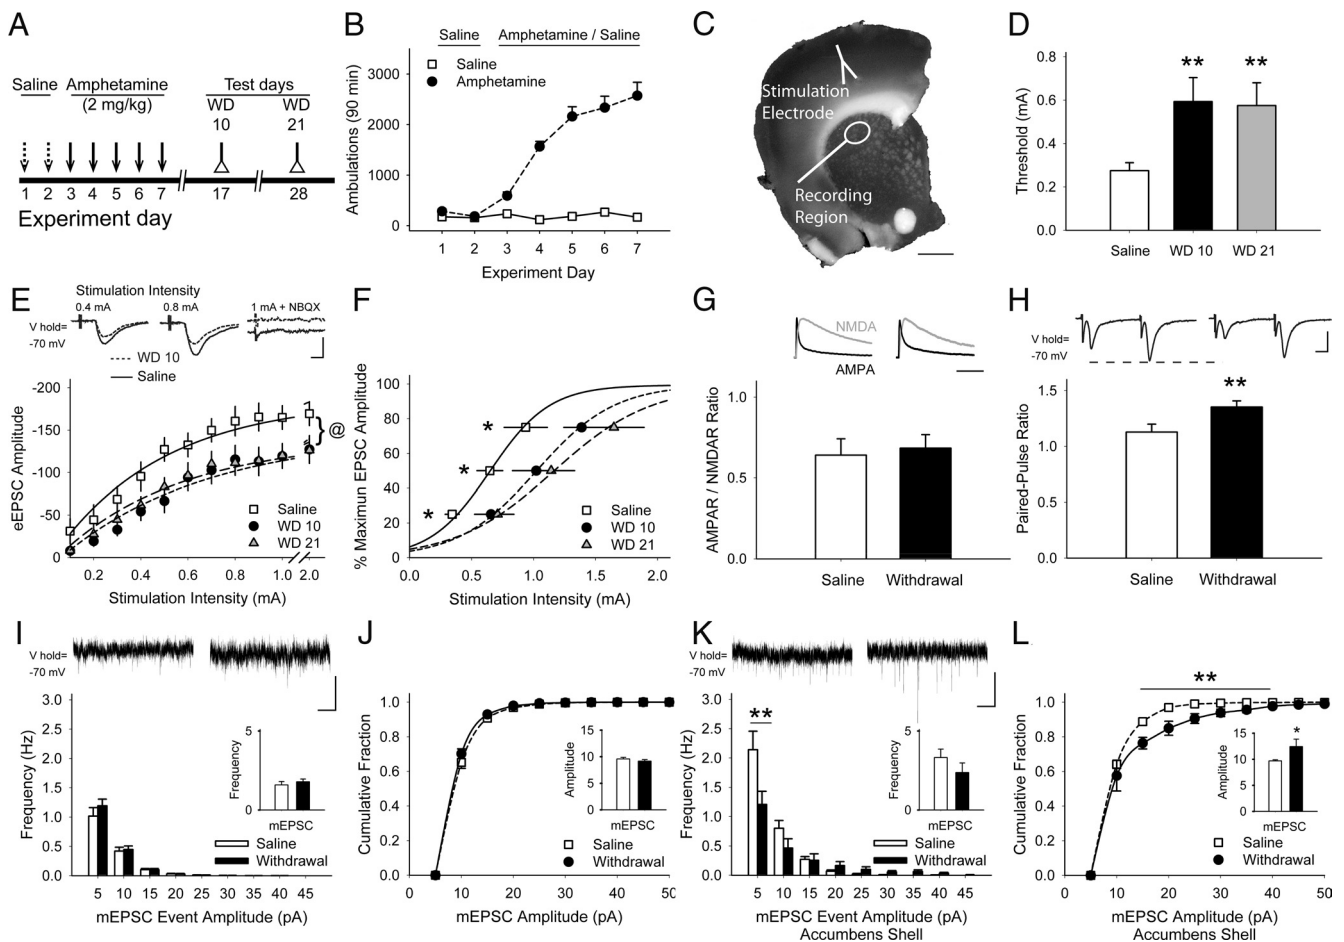 A
Saline Amphetamine Test days
(2 mg/kg) WD WD
10 21
1 2 3 4 5 6 7 17 28
Experiment day
B
Saline Amphetamine / Saline
Saline
Amphetamine
Ambulations (90 min)
3000
2000
1000
0
1 2 3 4 5 6 7
Experiment Day
C
Stimulation
Electrode
Recording
Region
D
** **
Threshold (mA)
0.8
0.6
0.4
0.2
0.0
Saline WD 10 WD 21
E
Stimulation Intensity
0.4 mA 0.8 mA 1 mA + NBQX
V hold=
-70 mV
WD 10
Saline
eEPSC Amplitude
-200
-150
-100
-50
0
@
Saline
WD 10
WD 21
0.2 0.4 0.6 0.8 1.0 2.0
Stimulation Intensity (mA)
F
% Maximun EPSC Amplitude
100
80
60
40
20
0
*
*
*
Saline
WD 10
WD 21
0.0 0.5 1.0 1.5 2.0
Stimulation Intensity (mA)
G
NMDA
AMPA
AMPAR / NMDAR Ratio
1.0
0.5
0.0
Saline Withdrawal
H
V hold=
-70 mV
**
Paired-Pulse Ratio
1.5
1.0
1.5
0.0
Saline Withdrawal
I
V hold=
-70 mV
Frequency (Hz)
3.0
2.5
2.0
1.5
1.0
0.5
0.0
Frequency
5
0
mEPSC
Saline
Withdrawal
5 10 15 20 25 30 35 40 45
mEPSC Event Amplitude (pA)
J
Cumulative Fraction
1.0
0.8
0.6
0.4
0.2
0.0
Amplitude
15
10
5
0
mEPSC
Saline
Withdrawal
0 10 20 30 40 50
mEPSC Amplitude (pA)
K
V hold=
-70 mV
Frequency (Hz)
3.0
2.5
2.0
1.5
1.0
0.5
0.0
**
Frequency
5
0
mEPSC
Saline
Withdrawal
5 10 15 20 25 30 35 40 45
mEPSC Event Amplitude (pA)
Accumbens Shell
L
**
Cumulative Fraction
1.0
0.8
0.6
0.4
0.2
0.0
Amplitude
15
10
5
0
*
mEPSC
Saline
Withdrawal
0 10 20 30 40 50
mEPSC Amplitude (pA)
Accumbens Shell